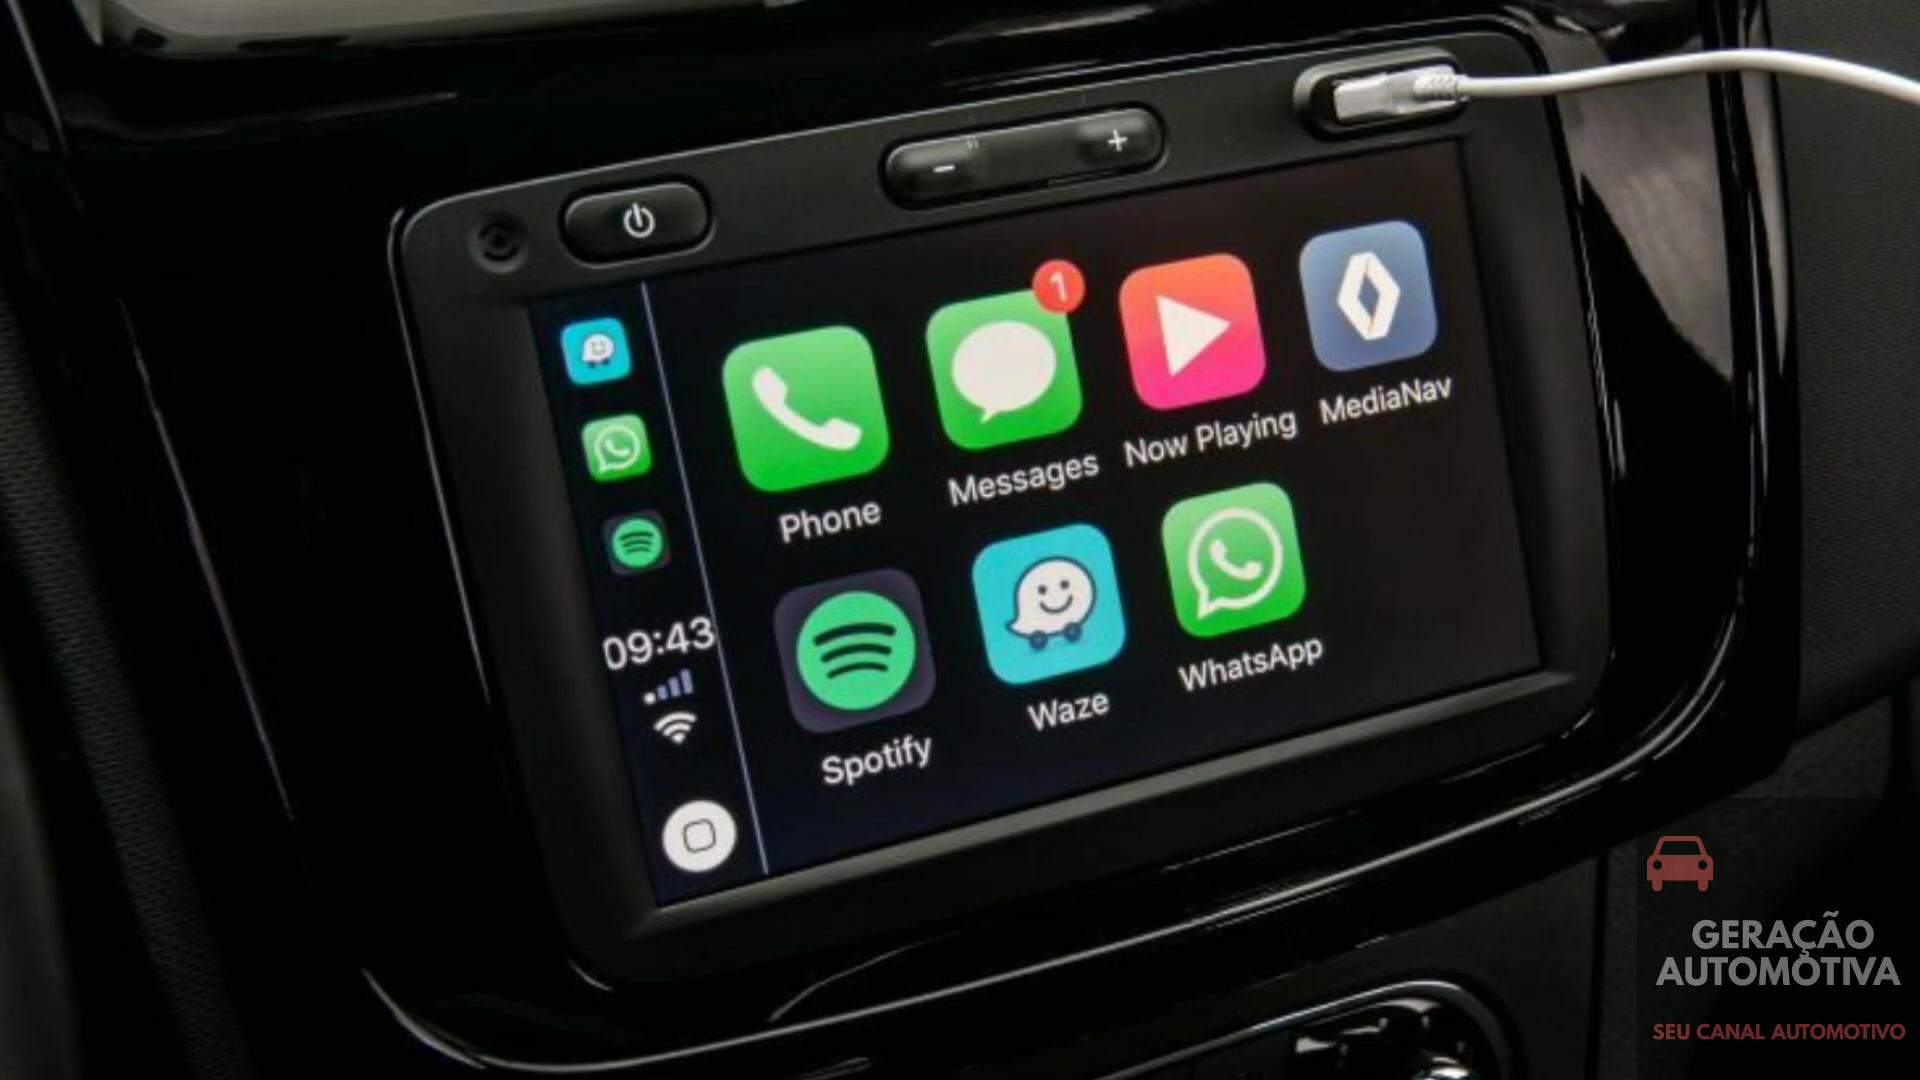 - +
1
Phone
Messages
Now Playing
MediaNav
Spotify
Waze
WhatsApp
09:43
GERAÇÃO
AUTOMOTIVA
SEU CANAL AUTOMOTIVO